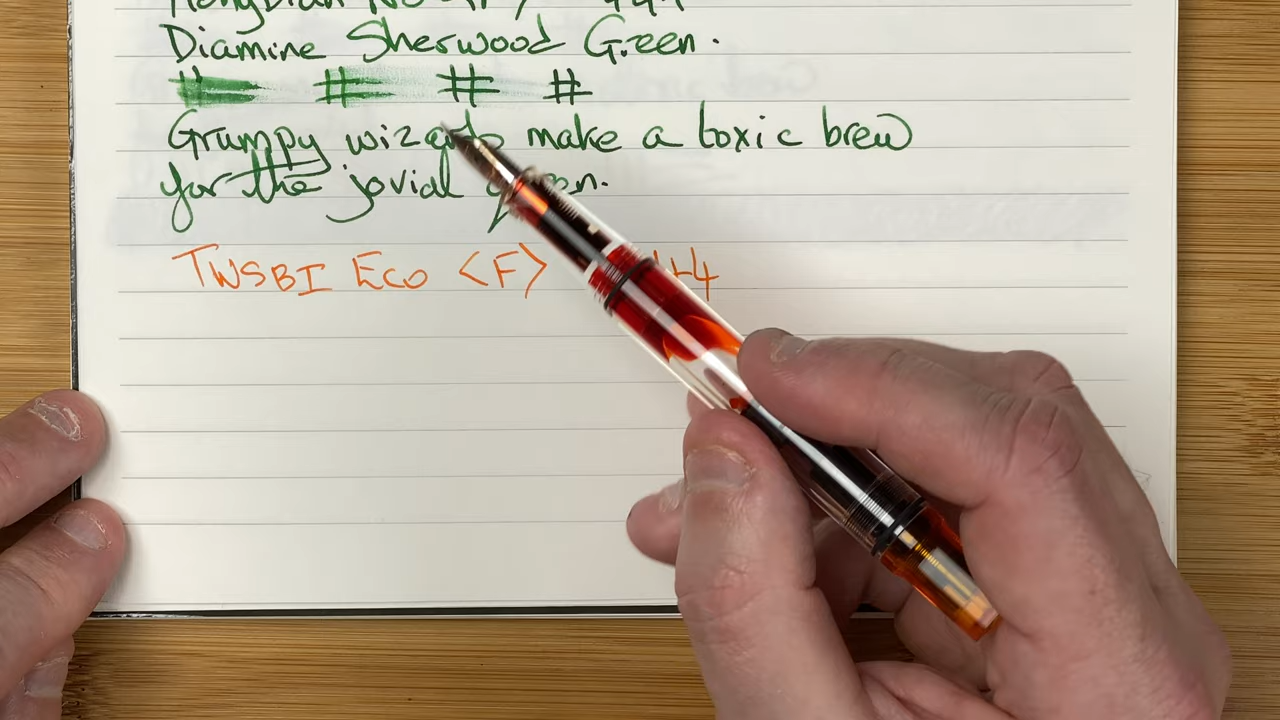 Diamine Sherwood Green.
# # # #
Grumpy wizards make a toxic brew
for the jovial
TWSBI Eco <F>